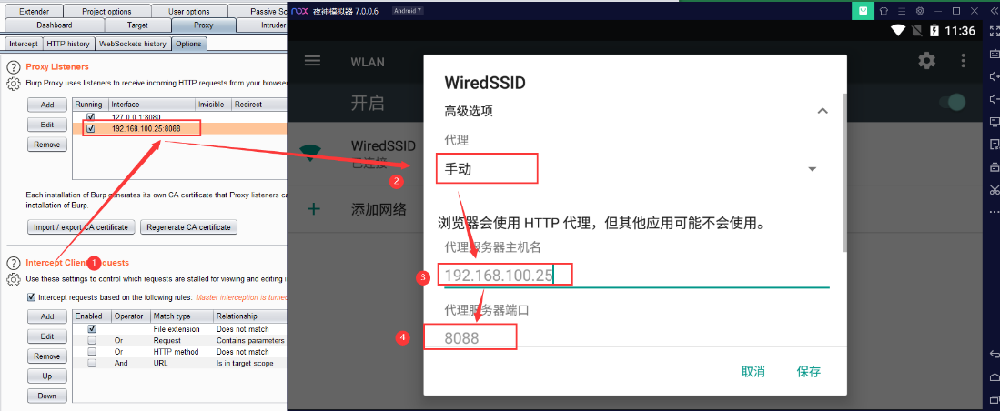 Extender Project options User options Passive Sc
Dashboard Target Proxy Intruder
Intercept HTTP history WebSockets history Options
Proxy Listeners
Burp Proxy uses listeners to receive incoming HTTP requests from your browser
Add Running Interface Invisible Redirect
127.0.0.1:8080
Edit 192.168.100.25:8088
Remove
Each installation of Burp generates its own CA certificate that Proxy listeners ca
installation of Burp.
Import / export CA certificate Regenerate CA certificate
1
Intercept Client Requests
Use these settings to control which requests are stalled for viewing and editing i
Intercept requests based on the following rules: Master interception is turned
Add Enabled Operator Match type Relationship
File extension Does not match
Edit Or Request Contains parameters
Remove Or HTTP method Does not match
And URL Is in target scope
Up
Down
nox 夜神模拟器 7.0.0.6 Android 7
11:36
WLAN
开启
WiredSSID
已连接
添加网络
WiredSSID
高级选项
代理
2 手动
浏览器会使用 HTTP 代理，但其他应用可能不会使用。
代理服务器主机名
3 192.168.100.25
代理服务器端口
4 8088
取消 保存